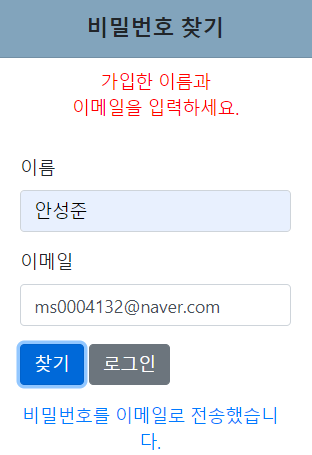 비밀번호 찾기
가입한 이름과
이메일을 입력하세요.
이름
안성준
이메일
ms0004132@naver.com
찾기 로그인
비밀번호를 이메일로 전송했습니
다.